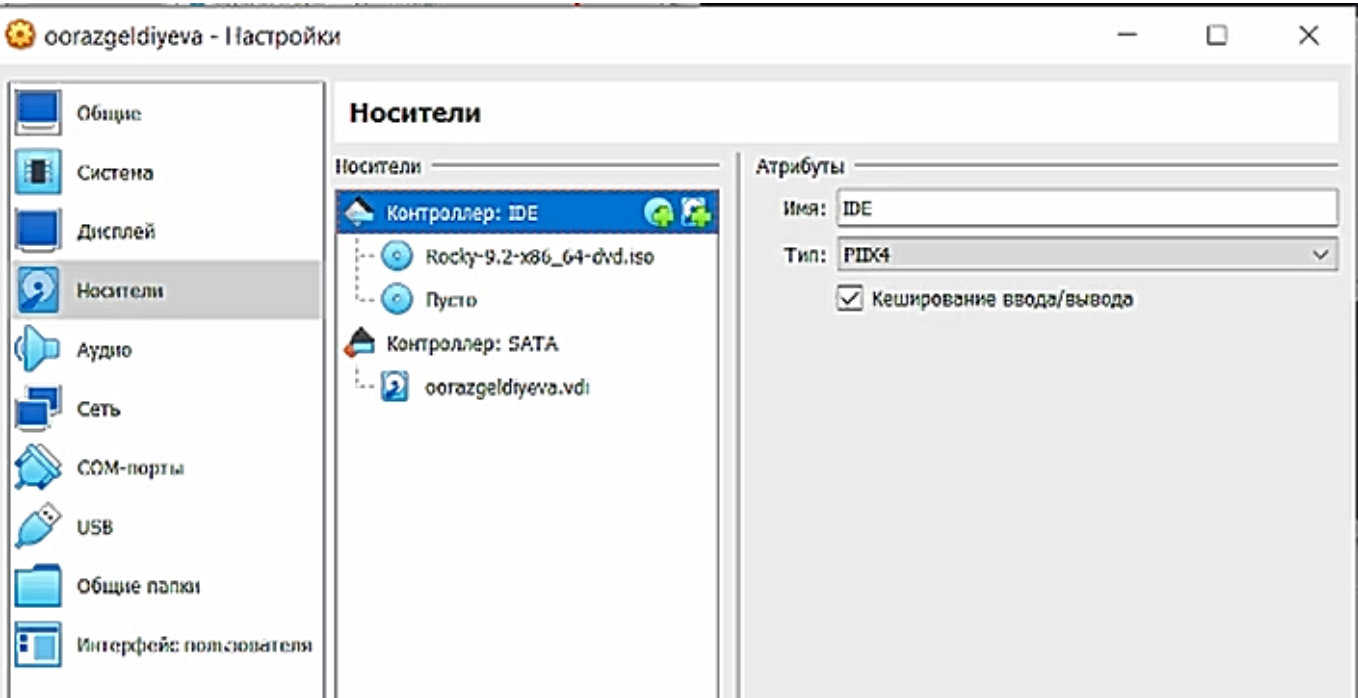 oorazgeldiyeva - Настройки
Общие
Система
Дисплей
Носители
Аудио
Сеть
COM-порты
USB
Общие папки
Интерфейс пользователя
Носители
Носители
Контроллер: IDE
Rocky-9.2-x86_64-dvd.iso
Пусто
Контроллер: SATA
oorazgeldiyeva.vdi
Атрибуты
Имя: IDE
Тип: PIIX4
Кеширование ввода/вывода